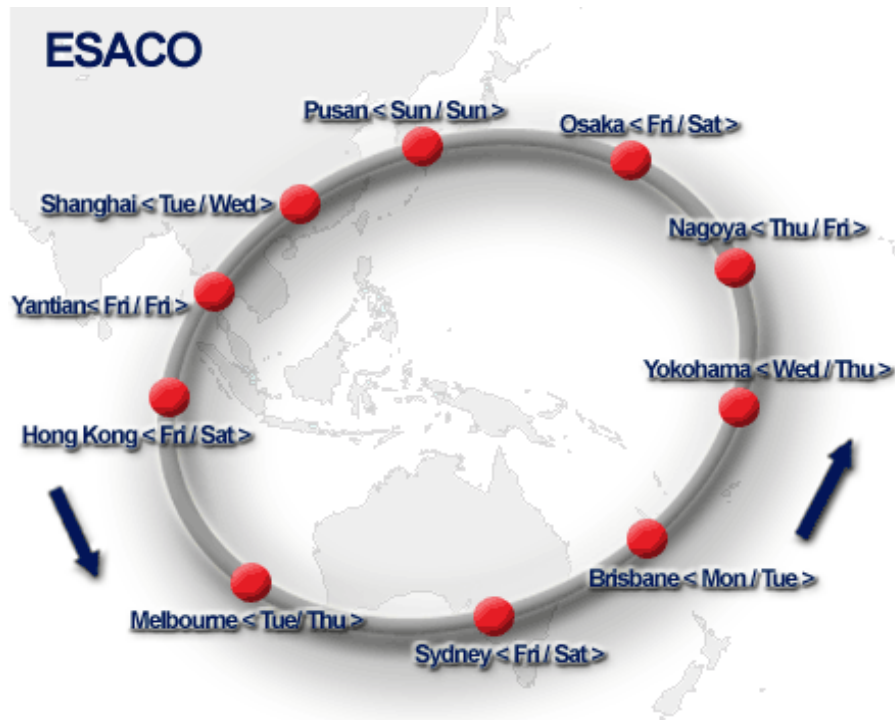 ESACO
Pusan < Sun / Sun >
Osaka < Fri / Sat >
Shanghai < Tue / Wed >
Nagoya < Thu / Fri >
Yantian< Fri / Fri >
Yokohama < Wed / Thu >
Hong Kong < Fri / Sat >
Brisbane < Mon / Tue >
Melbourne < Tue/ Thu >
Sydney < Fri / Sat >